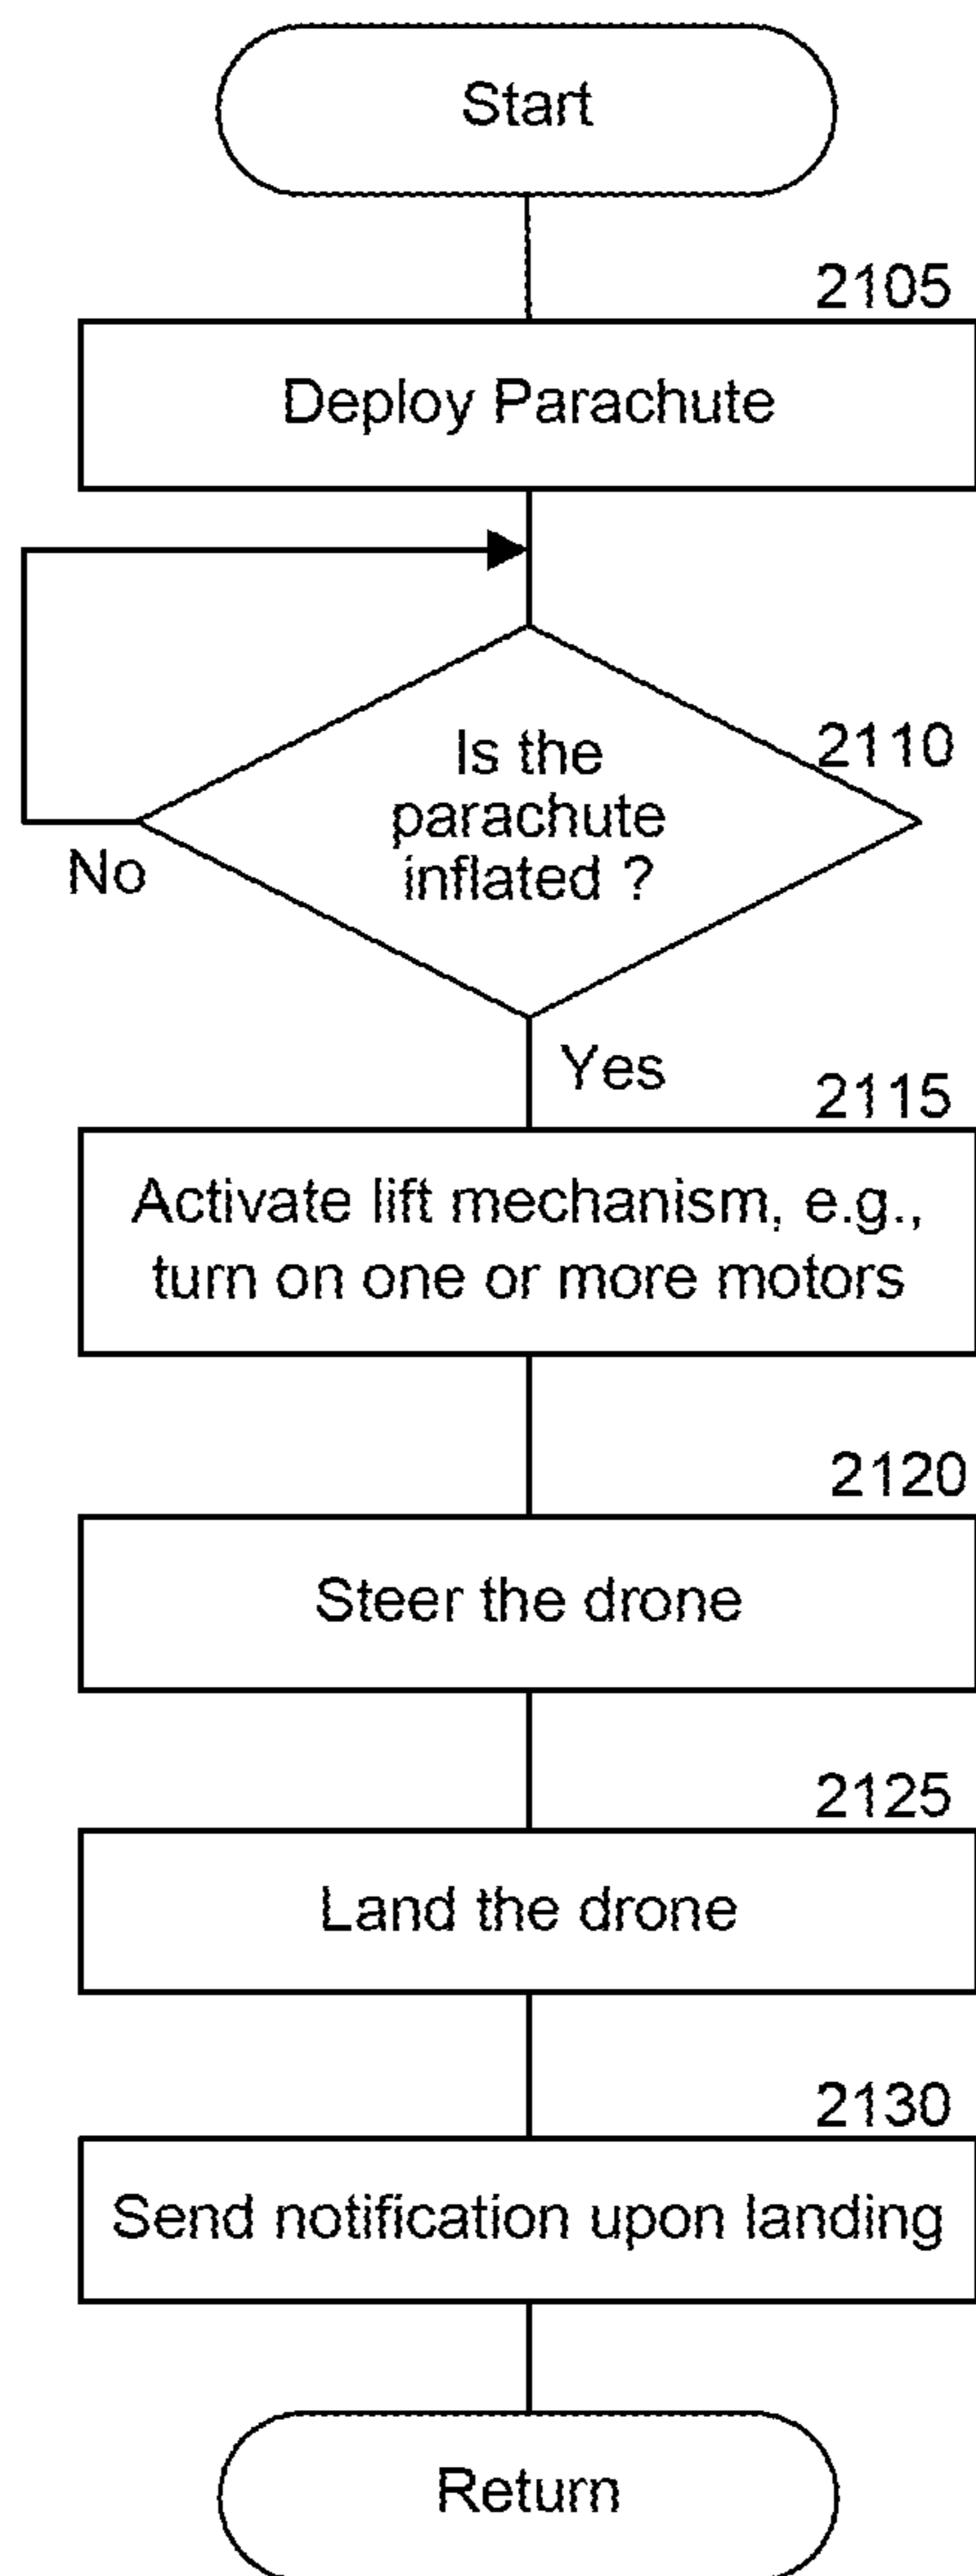 Start
2105
Deploy Parachute
2110
Is the
parachute
inflated ?
No
Yes
2115
Activate lift mechanism, e.g.,
turn on one or more motors
2120
Steer the drone
2125
Land the drone
2130
Send notification upon landing
Return